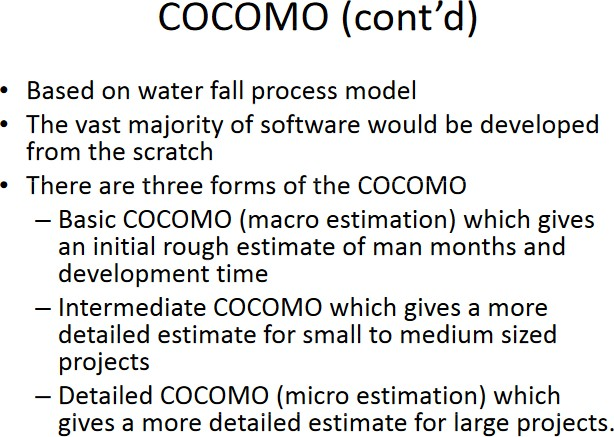 COCOMO (cont’d)
• Based on water fall process model
• The vast majority of software would be developed
from the scratch
• There are three forms of the COCOMO
– Basic COCOMO (macro estimation) which gives
an initial rough estimate of man months and
development time
– Intermediate COCOMO which gives a more
detailed estimate for small to medium sized
projects
– Detailed COCOMO (micro estimation) which
gives a more detailed estimate for large projects.